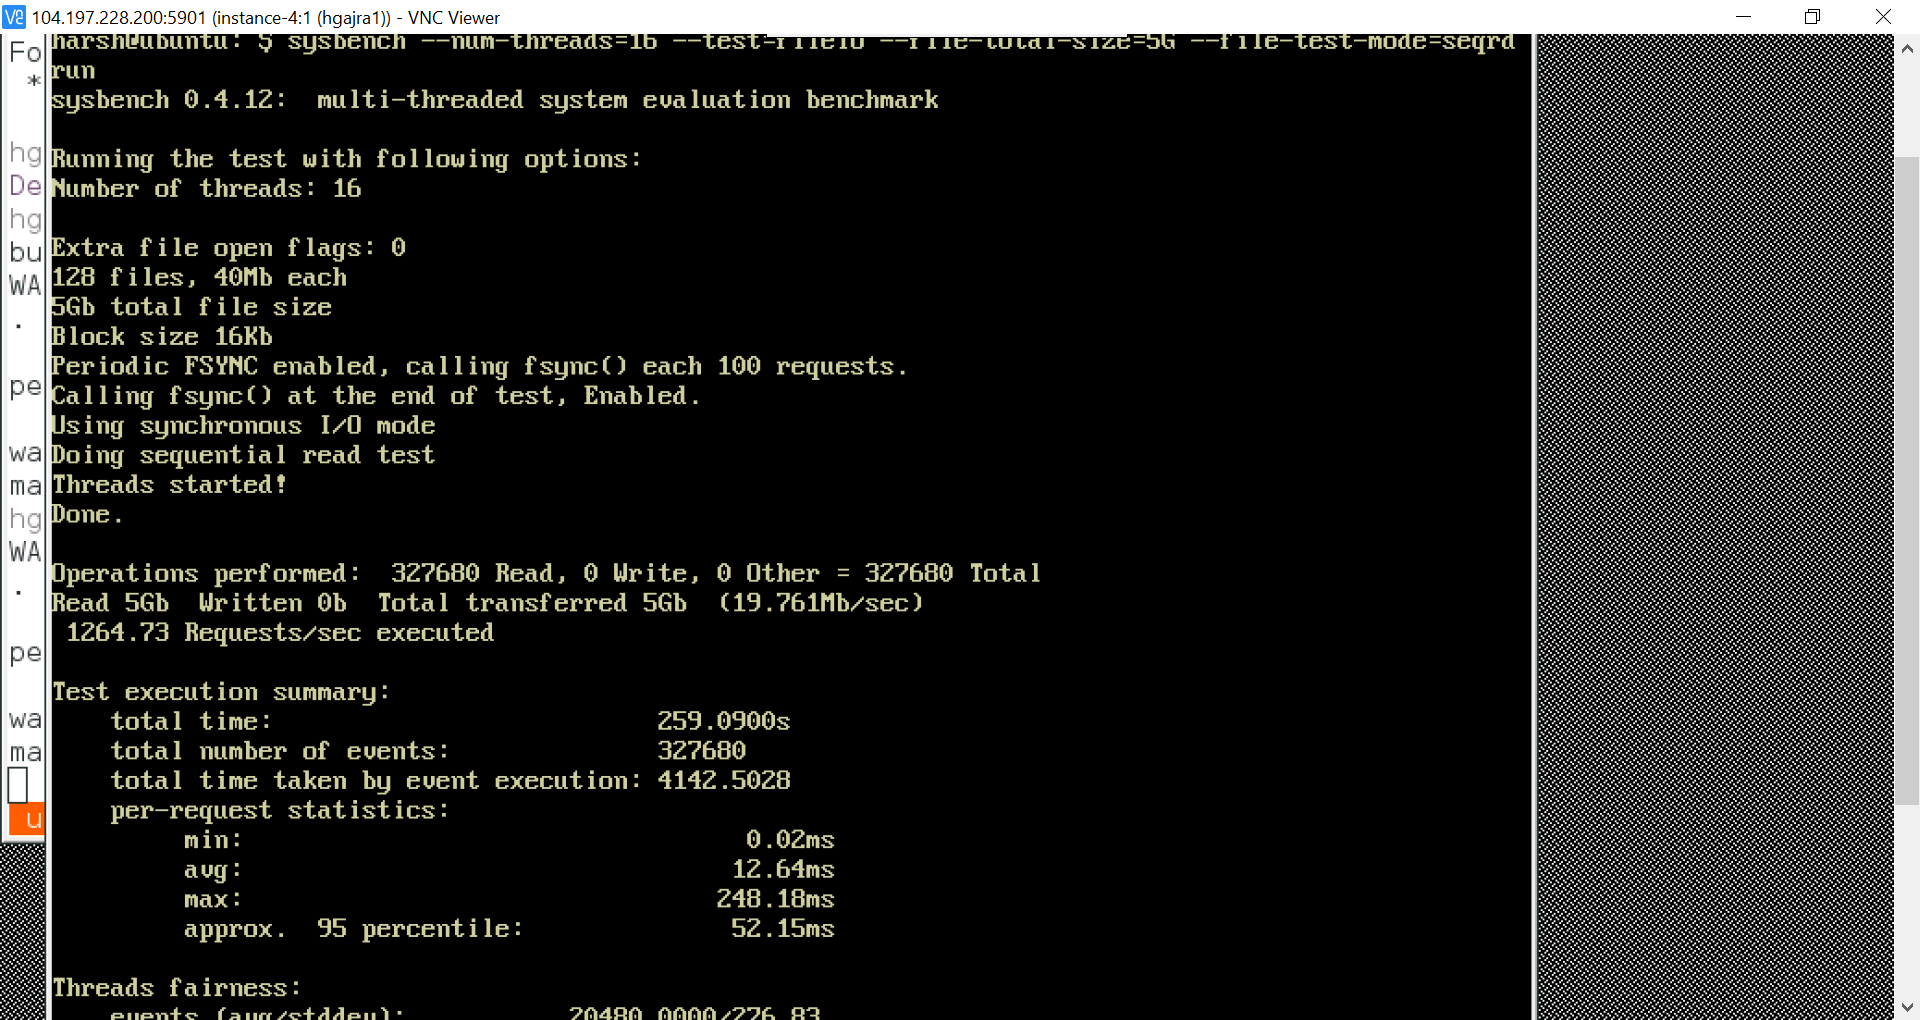 104.197.228.200:5901 (instance-4:1 (hgajra1)) - VNC Viewer
harsh@ubuntu: $ sysbench --num-threads=16 --test=fileio --file-total-size=5G --file-test-mode=seqrd
run
sysbench 0.4.12:  multi-threaded system evaluation benchmark
Running the test with following options:
Number of threads: 16
Extra file open flags: 0
128 files, 40Mb each
5Gb total file size
Block size 16Kb
Periodic FSYNC enabled, calling fsync() each 100 requests.
Calling fsync() at the end of test, Enabled.
Using synchronous I/O mode
Doing sequential read test
Threads started!
Done.
Operations performed:  327680 Read, 0 Write, 0 Other = 327680 Total
Read 5Gb  Written 0b  Total transferred 5Gb  (19.761Mb/sec)
1264.73 Requests/sec executed
Test execution summary:
total time: 259.0900s
total number of events: 327680
total time taken by event execution: 4142.5028
per-request statistics:
min: 0.02ms
avg: 12.64ms
max: 248.18ms
approx.  95 percentile: 52.15ms
Threads fairness:
events (avg/stddev): 20480.0000/276.83
Fo
*
hg
De
hg
bu
WA
.
pe
wa
ma
hg
WA
.
pe
wa
ma
u